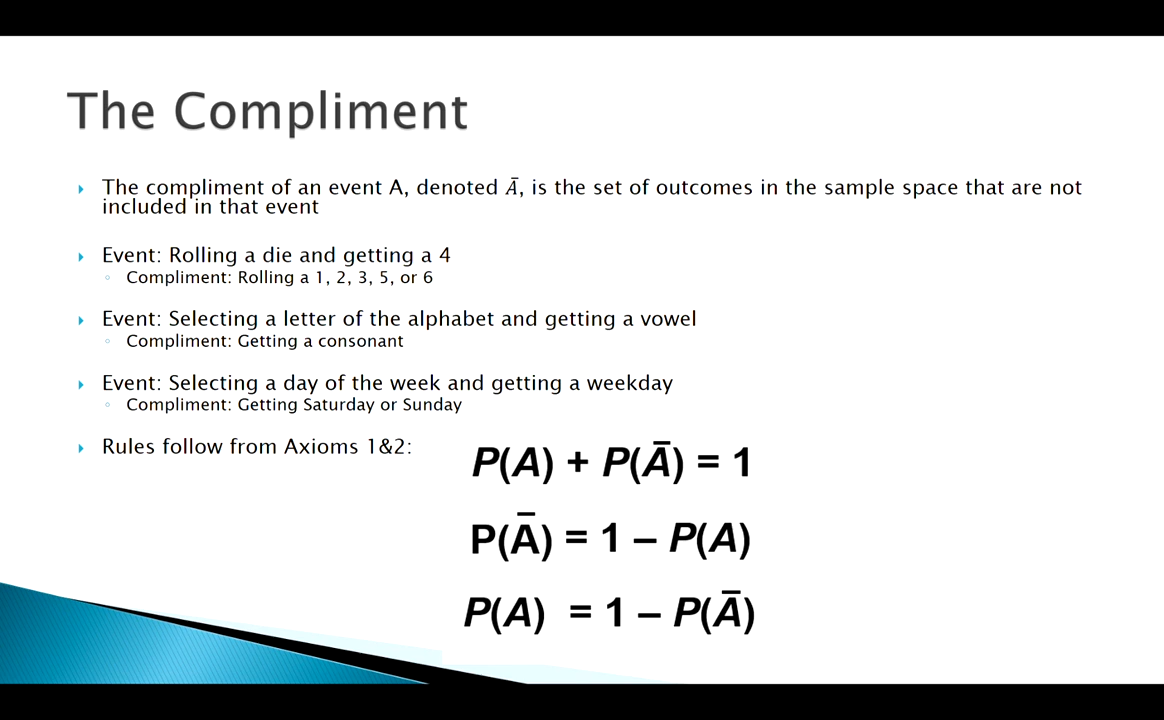 The Compliment
The compliment of an event A, denoted Ā, is the set of outcomes in the sample space that are not
included in that event
Event: Rolling a die and getting a 4
Compliment: Rolling a 1, 2, 3, 5, or 6
Event: Selecting a letter of the alphabet and getting a vowel
Compliment: Getting a consonant
Event: Selecting a day of the week and getting a weekday
Compliment: Getting Saturday or Sunday
Rules follow from Axioms 1&2:
P(A) + P(Ā) = 1
P(Ā) = 1 – P(A)
P(A) = 1 – P(Ā)